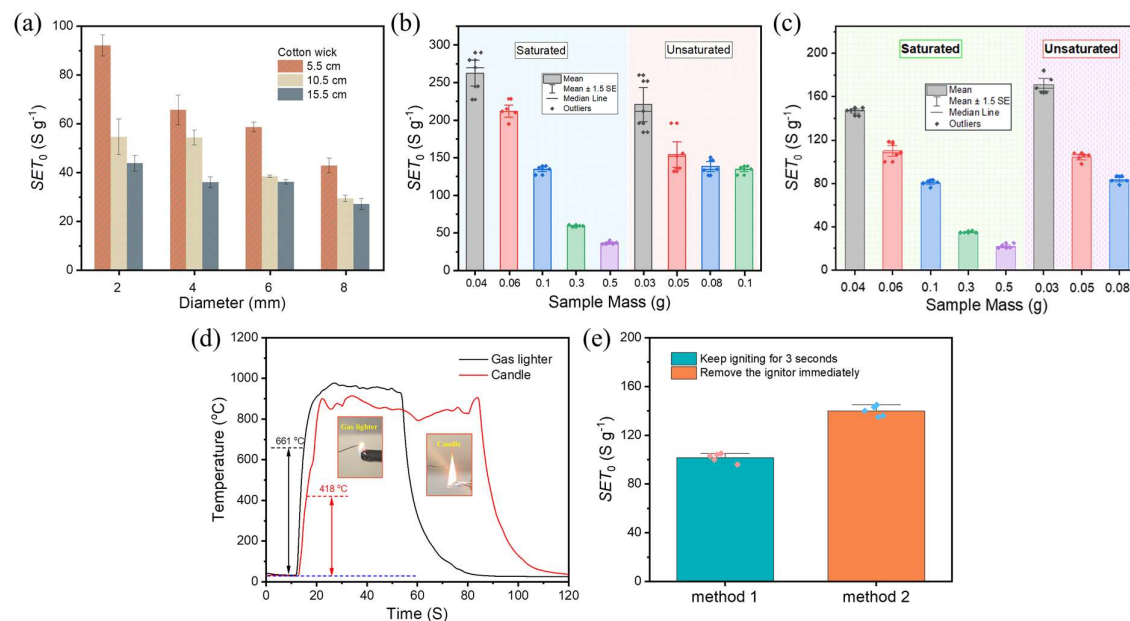 (a)
100
80
60
40
20
0
SET₀ (S g⁻¹)
Cotton wick
5.5 cm
10.5 cm
15.5 cm
2
4
6
8
Diameter (mm)
(b)
300
250
200
150
100
50
0
SET₀ (S g⁻¹)
Saturated
Unsaturated
Mean
Mean ± 1.5 SE
Median Line
Outliers
0.04
0.06
0.1
0.3
0.5
0.03
0.05
0.08
0.1
Sample Mass (g)
(c)
200
160
120
80
40
0
SET₀ (S g⁻¹)
Saturated
Unsaturated
Mean
Mean ± 1.5 SE
Median Line
Outliers
0.04
0.06
0.1
0.3
0.5
0.03
0.05
0.08
Sample Mass (g)
(d)
1200
1000
800
600
400
200
0
Temperature (ºC)
Gas lighter
Candle
661 ºC
418 ºC
Gas lighter
Candle
0
20
40
60
80
100
120
Time (S)
(e)
200
160
120
80
40
0
SET₀ (S g⁻¹)
Keep igniting for 3 seconds
Remove the ignitor immediately
method 1
method 2